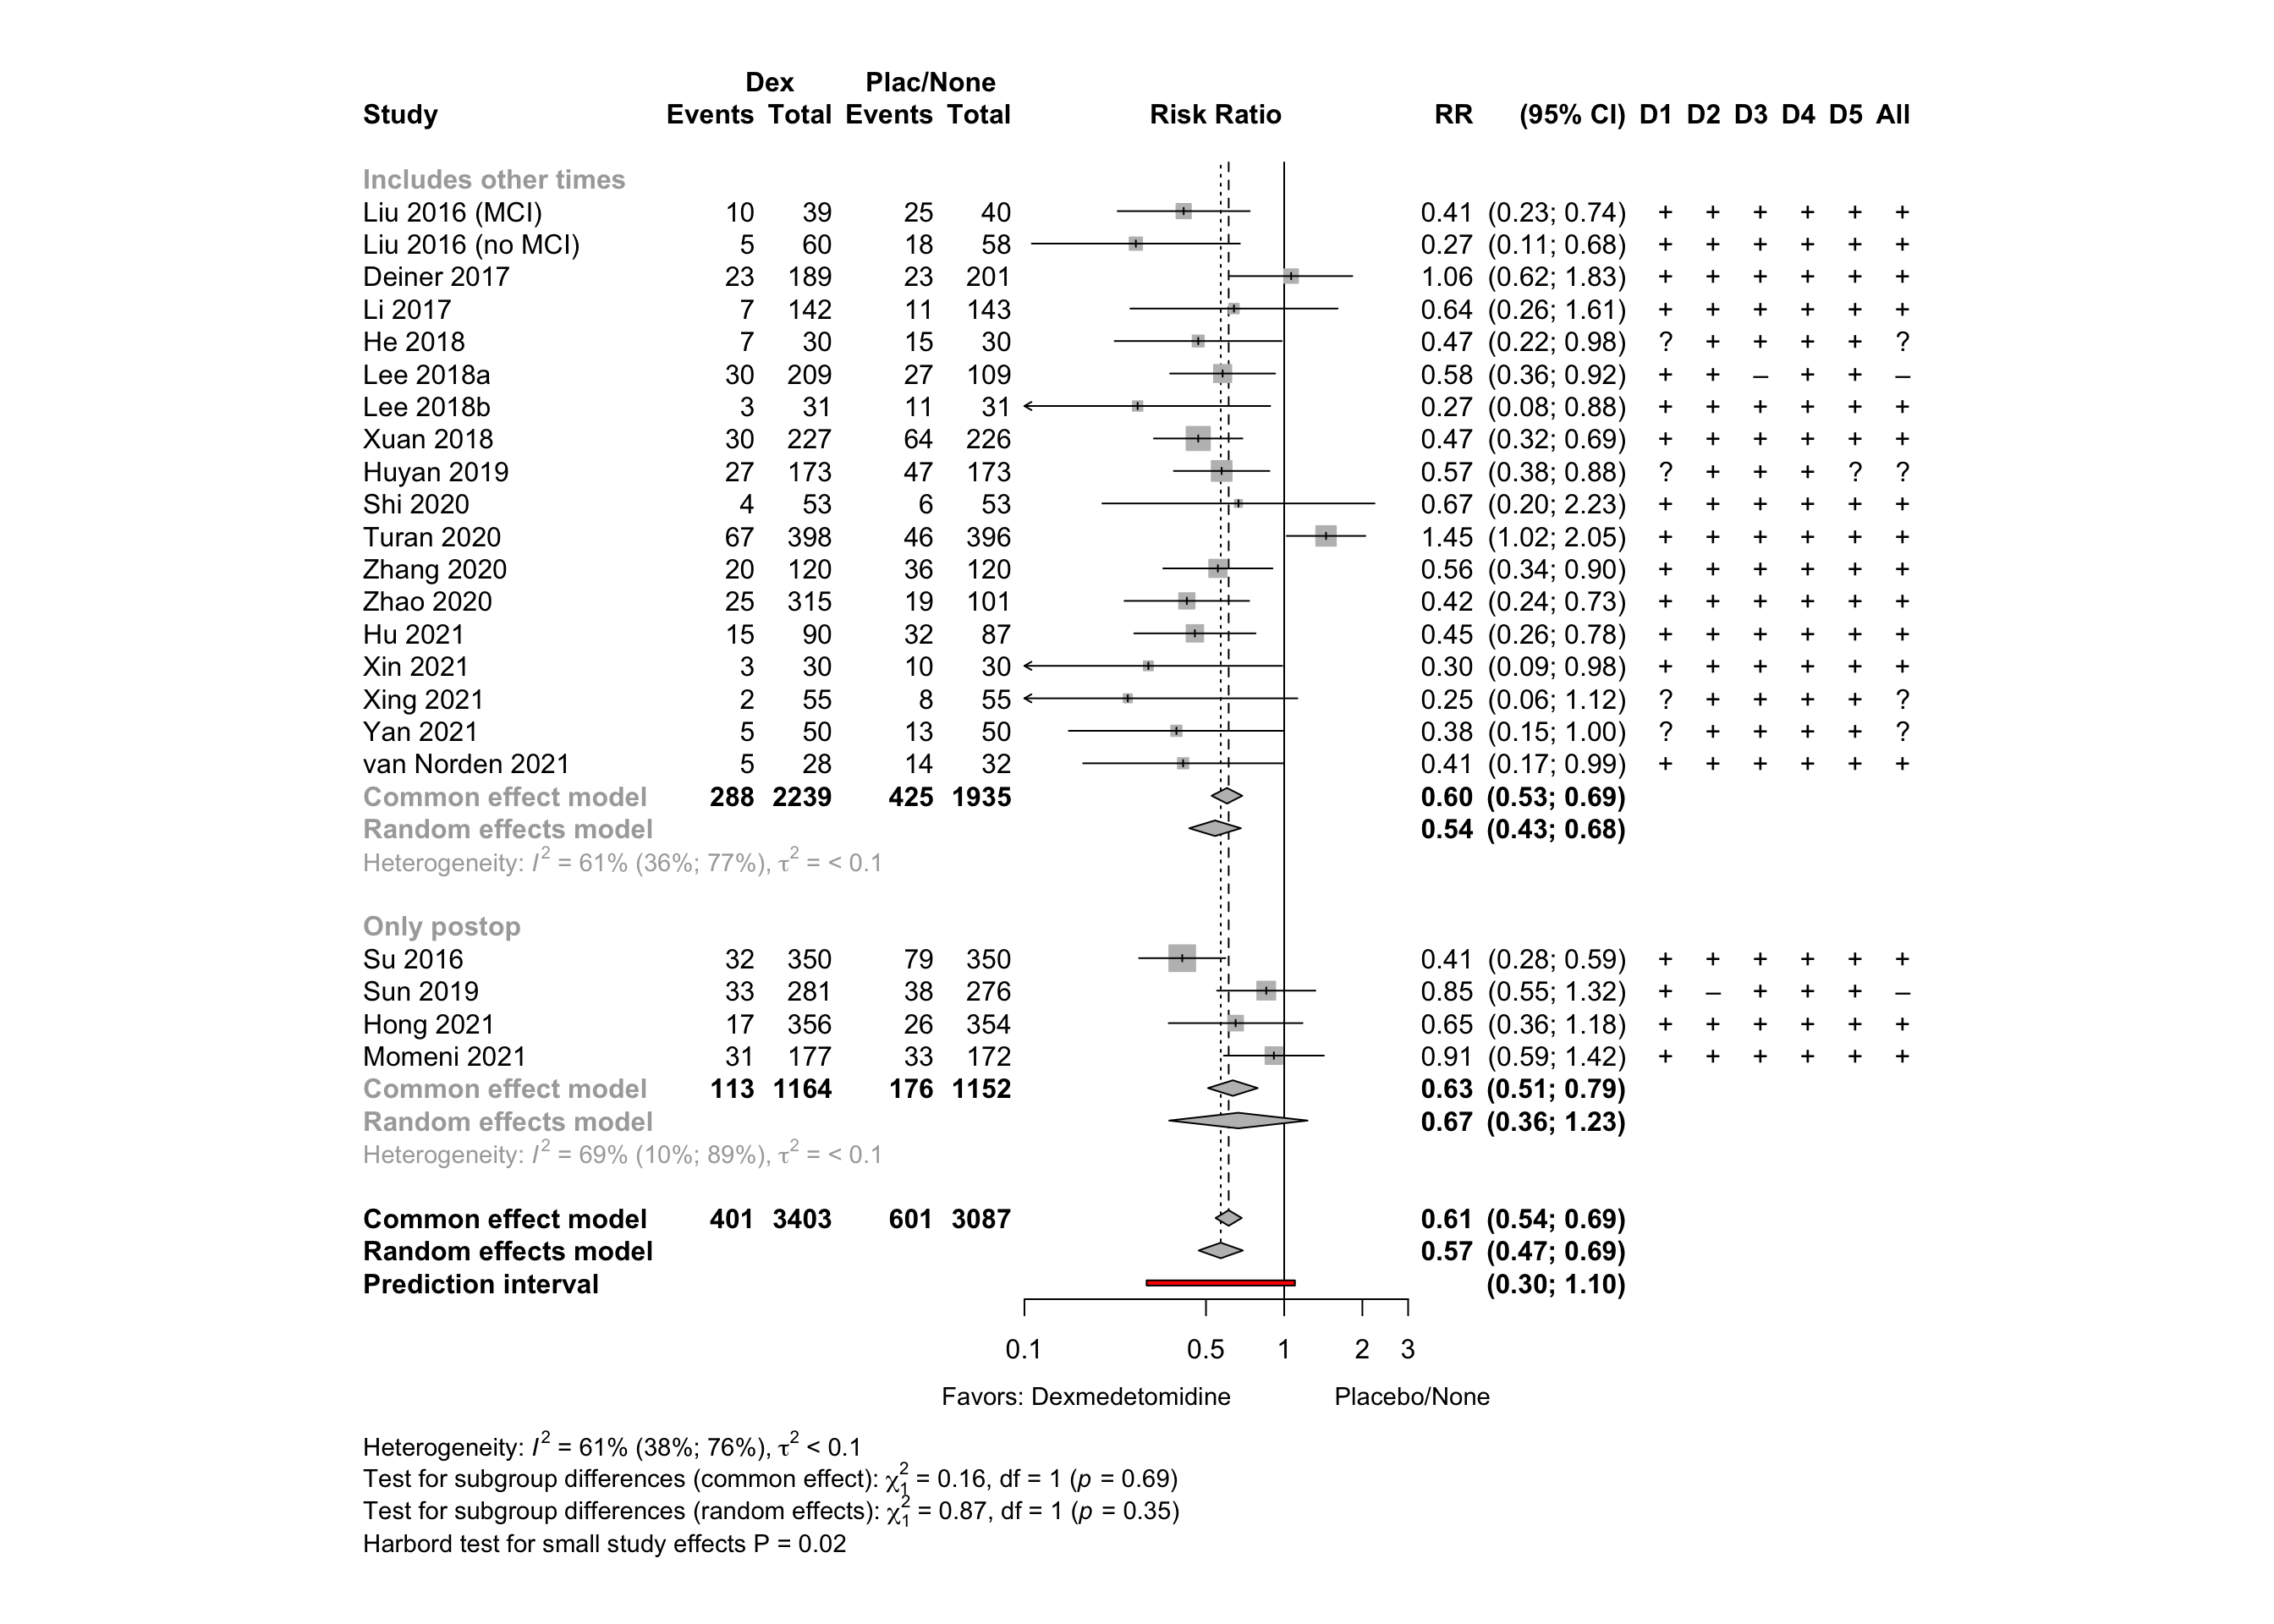 Dex Plac/None
Study Events Total Events Total Risk Ratio RR (95% CI) D1 D2 D3 D4 D5 All
Includes other times
Liu 2016 (MCI) 10 39 25 40 0.41 (0.23; 0.74) + + + + + +
Liu 2016 (no MCI) 5 60 18 58 0.27 (0.11; 0.68) + + + + + +
Deiner 2017 23 189 23 201 1.06 (0.62; 1.83) + + + + + +
Li 2017 7 142 11 143 0.64 (0.26; 1.61) + + + + + +
He 2018 7 30 15 30 0.47 (0.22; 0.98) ? + + + + ?
Lee 2018a 30 209 27 109 0.58 (0.36; 0.92) + + – + + –
Lee 2018b 3 31 11 31 0.27 (0.08; 0.88) + + + + + +
Xuan 2018 30 227 64 226 0.47 (0.32; 0.69) + + + + + +
Huyan 2019 27 173 47 173 0.57 (0.38; 0.88) ? + + + ? ?
Shi 2020 4 53 6 53 0.67 (0.20; 2.23) + + + + + +
Turan 2020 67 398 46 396 1.45 (1.02; 2.05) + + + + + +
Zhang 2020 20 120 36 120 0.56 (0.34; 0.90) + + + + + +
Zhao 2020 25 315 19 101 0.42 (0.24; 0.73) + + + + + +
Hu 2021 15 90 32 87 0.45 (0.26; 0.78) + + + + + +
Xin 2021 3 30 10 30 0.30 (0.09; 0.98) + + + + + +
Xing 2021 2 55 8 55 0.25 (0.06; 1.12) ? + + + + ?
Yan 2021 5 50 13 50 0.38 (0.15; 1.00) ? + + + + ?
van Norden 2021 5 28 14 32 0.41 (0.17; 0.99) + + + + + +
Common effect model 288 2239 425 1935 0.60 (0.53; 0.69)
Random effects model 0.54 (0.43; 0.68)
Heterogeneity: I² = 61% (36%; 77%), τ² = < 0.1
Only postop
Su 2016 32 350 79 350 0.41 (0.28; 0.59) + + + + + +
Sun 2019 33 281 38 276 0.85 (0.55; 1.32) + – + + + –
Hong 2021 17 356 26 354 0.65 (0.36; 1.18) + + + + + +
Momeni 2021 31 177 33 172 0.91 (0.59; 1.42) + + + + + +
Common effect model 113 1164 176 1152 0.63 (0.51; 0.79)
Random effects model 0.67 (0.36; 1.23)
Heterogeneity: I² = 69% (10%; 89%), τ² = < 0.1
Common effect model 401 3403 601 3087 0.61 (0.54; 0.69)
Random effects model 0.57 (0.47; 0.69)
Prediction interval (0.30; 1.10)
0.1 0.5 1 2 3
Favors: Dexmedetomidine Placebo/None
Heterogeneity: I² = 61% (38%; 76%), τ² < 0.1
Test for subgroup differences (common effect): χ²₁ = 0.16, df = 1 (p = 0.69)
Test for subgroup differences (random effects): χ²₁ = 0.87, df = 1 (p = 0.35)
Harbord test for small study effects P = 0.02